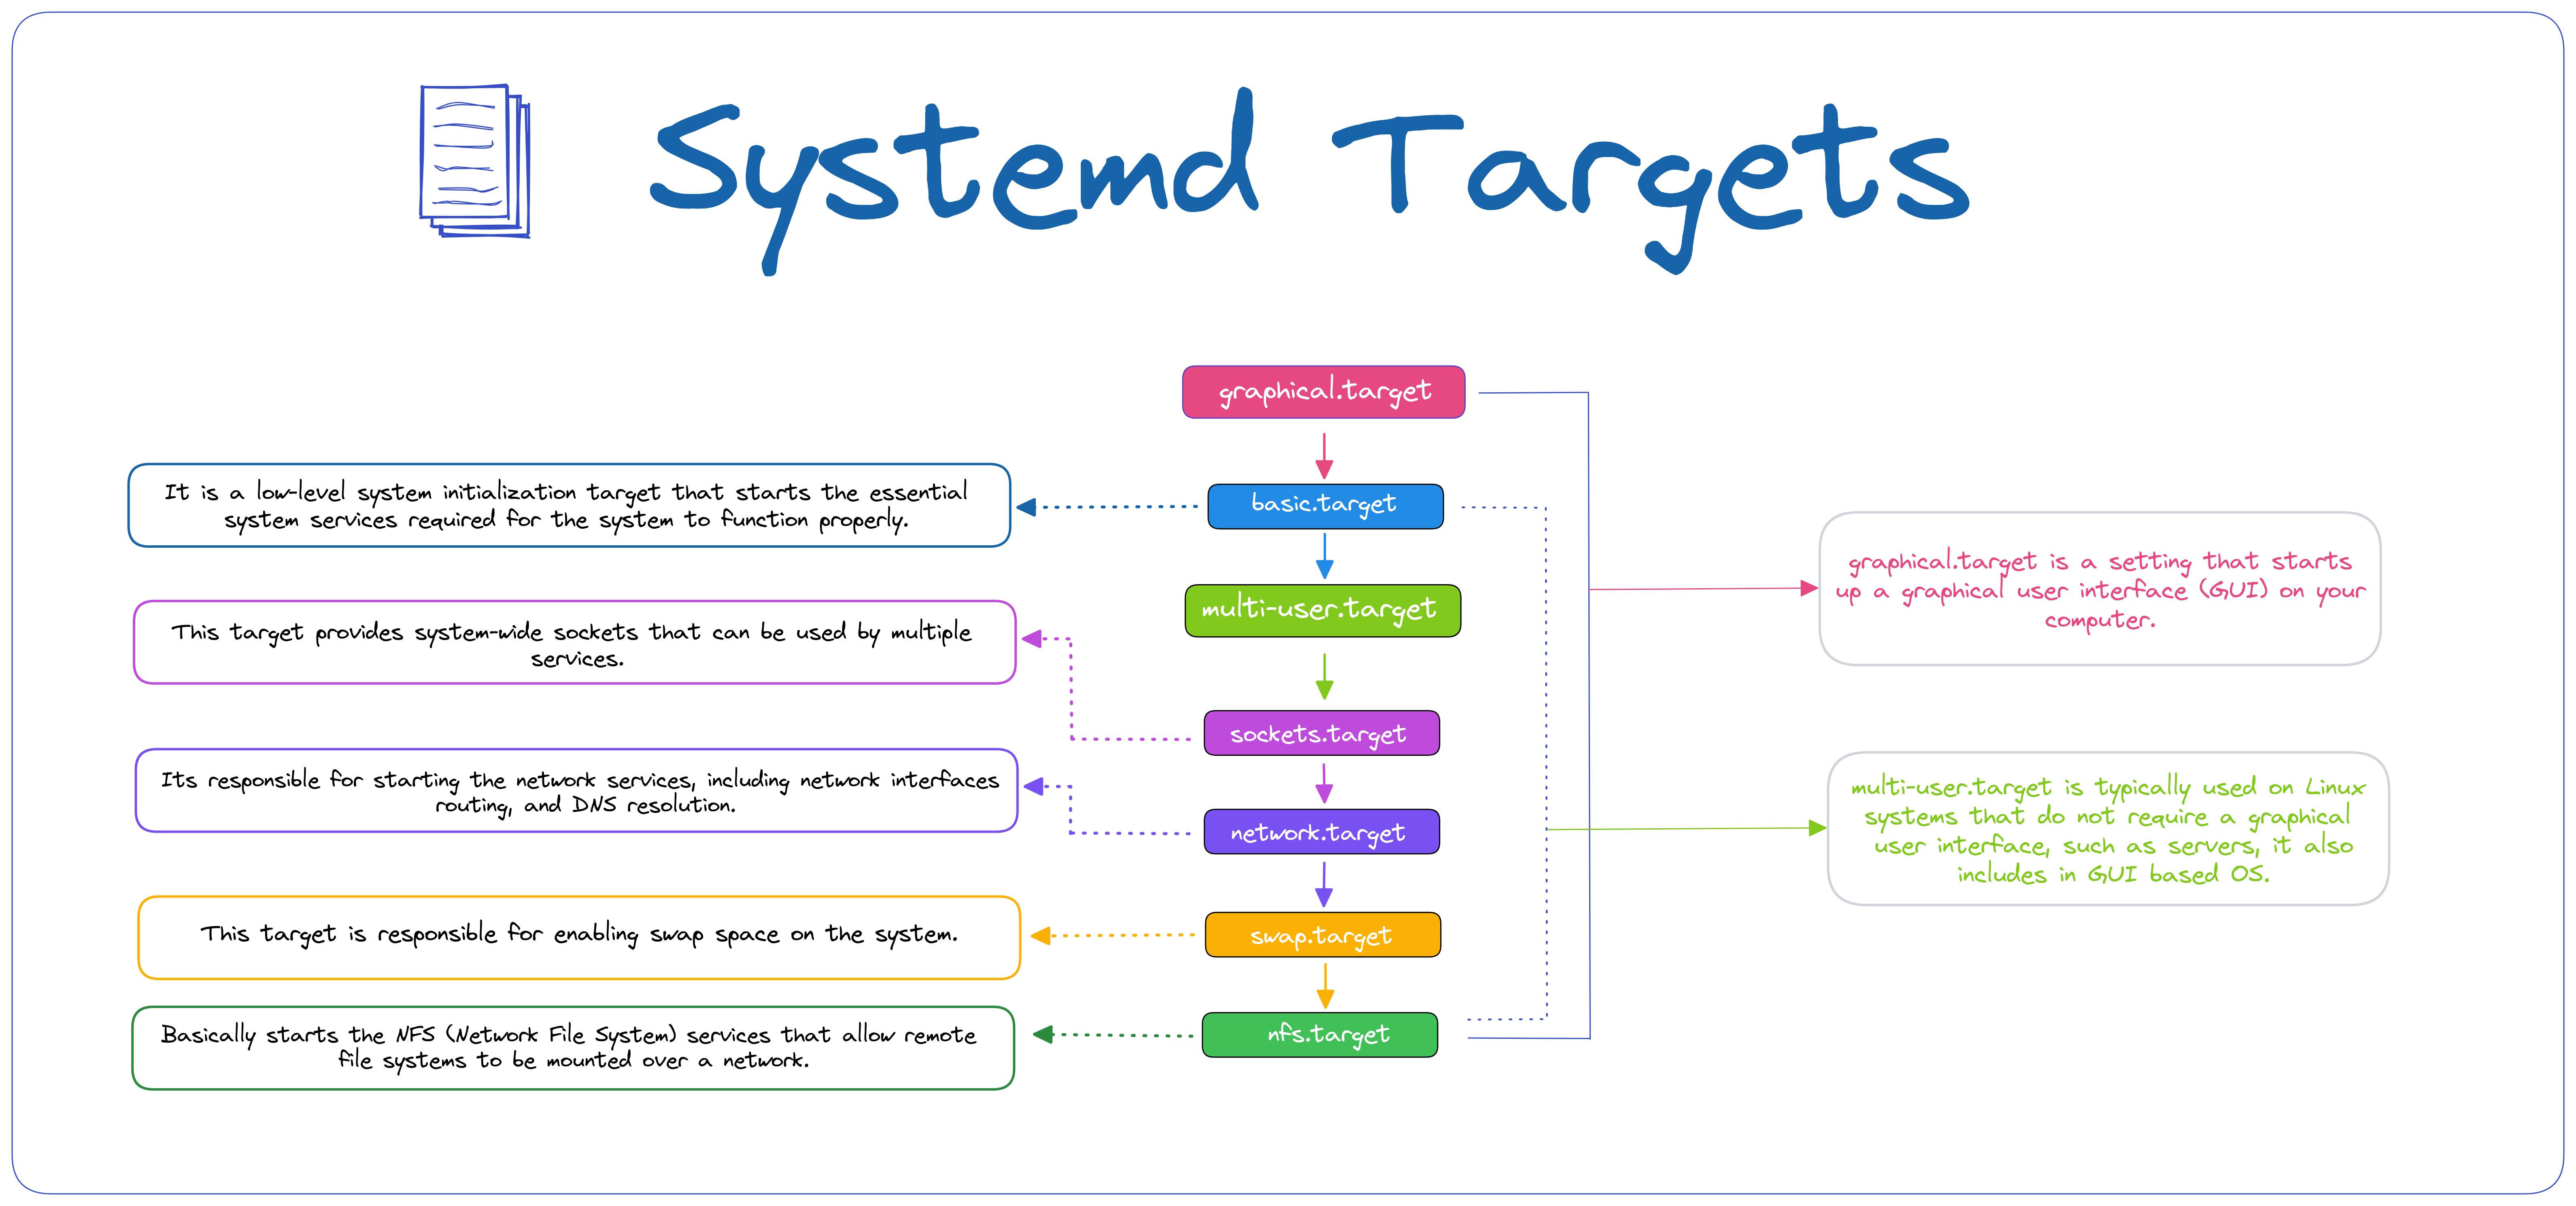 Systemd Targets
graphical.target
basic.target
multi-user.target
sockets.target
network.target
swap.target
nfs.target
It is a low-level system initialization target that starts the essential
system services required for the system to function properly.
This target provides system-wide sockets that can be used by multiple
services.
Its responsible for starting the network services, including network interfaces
routing, and DNS resolution.
This target is responsible for enabling swap space on the system.
Basically starts the NFS (Network File System) services that allow remote
file systems to be mounted over a network.
graphical.target is a setting that starts
up a graphical user interface (GUI) on your
computer.
multi-user.target is typically used on Linux
systems that do not require a graphical
user interface, such as servers, it also
includes in GUI based OS.